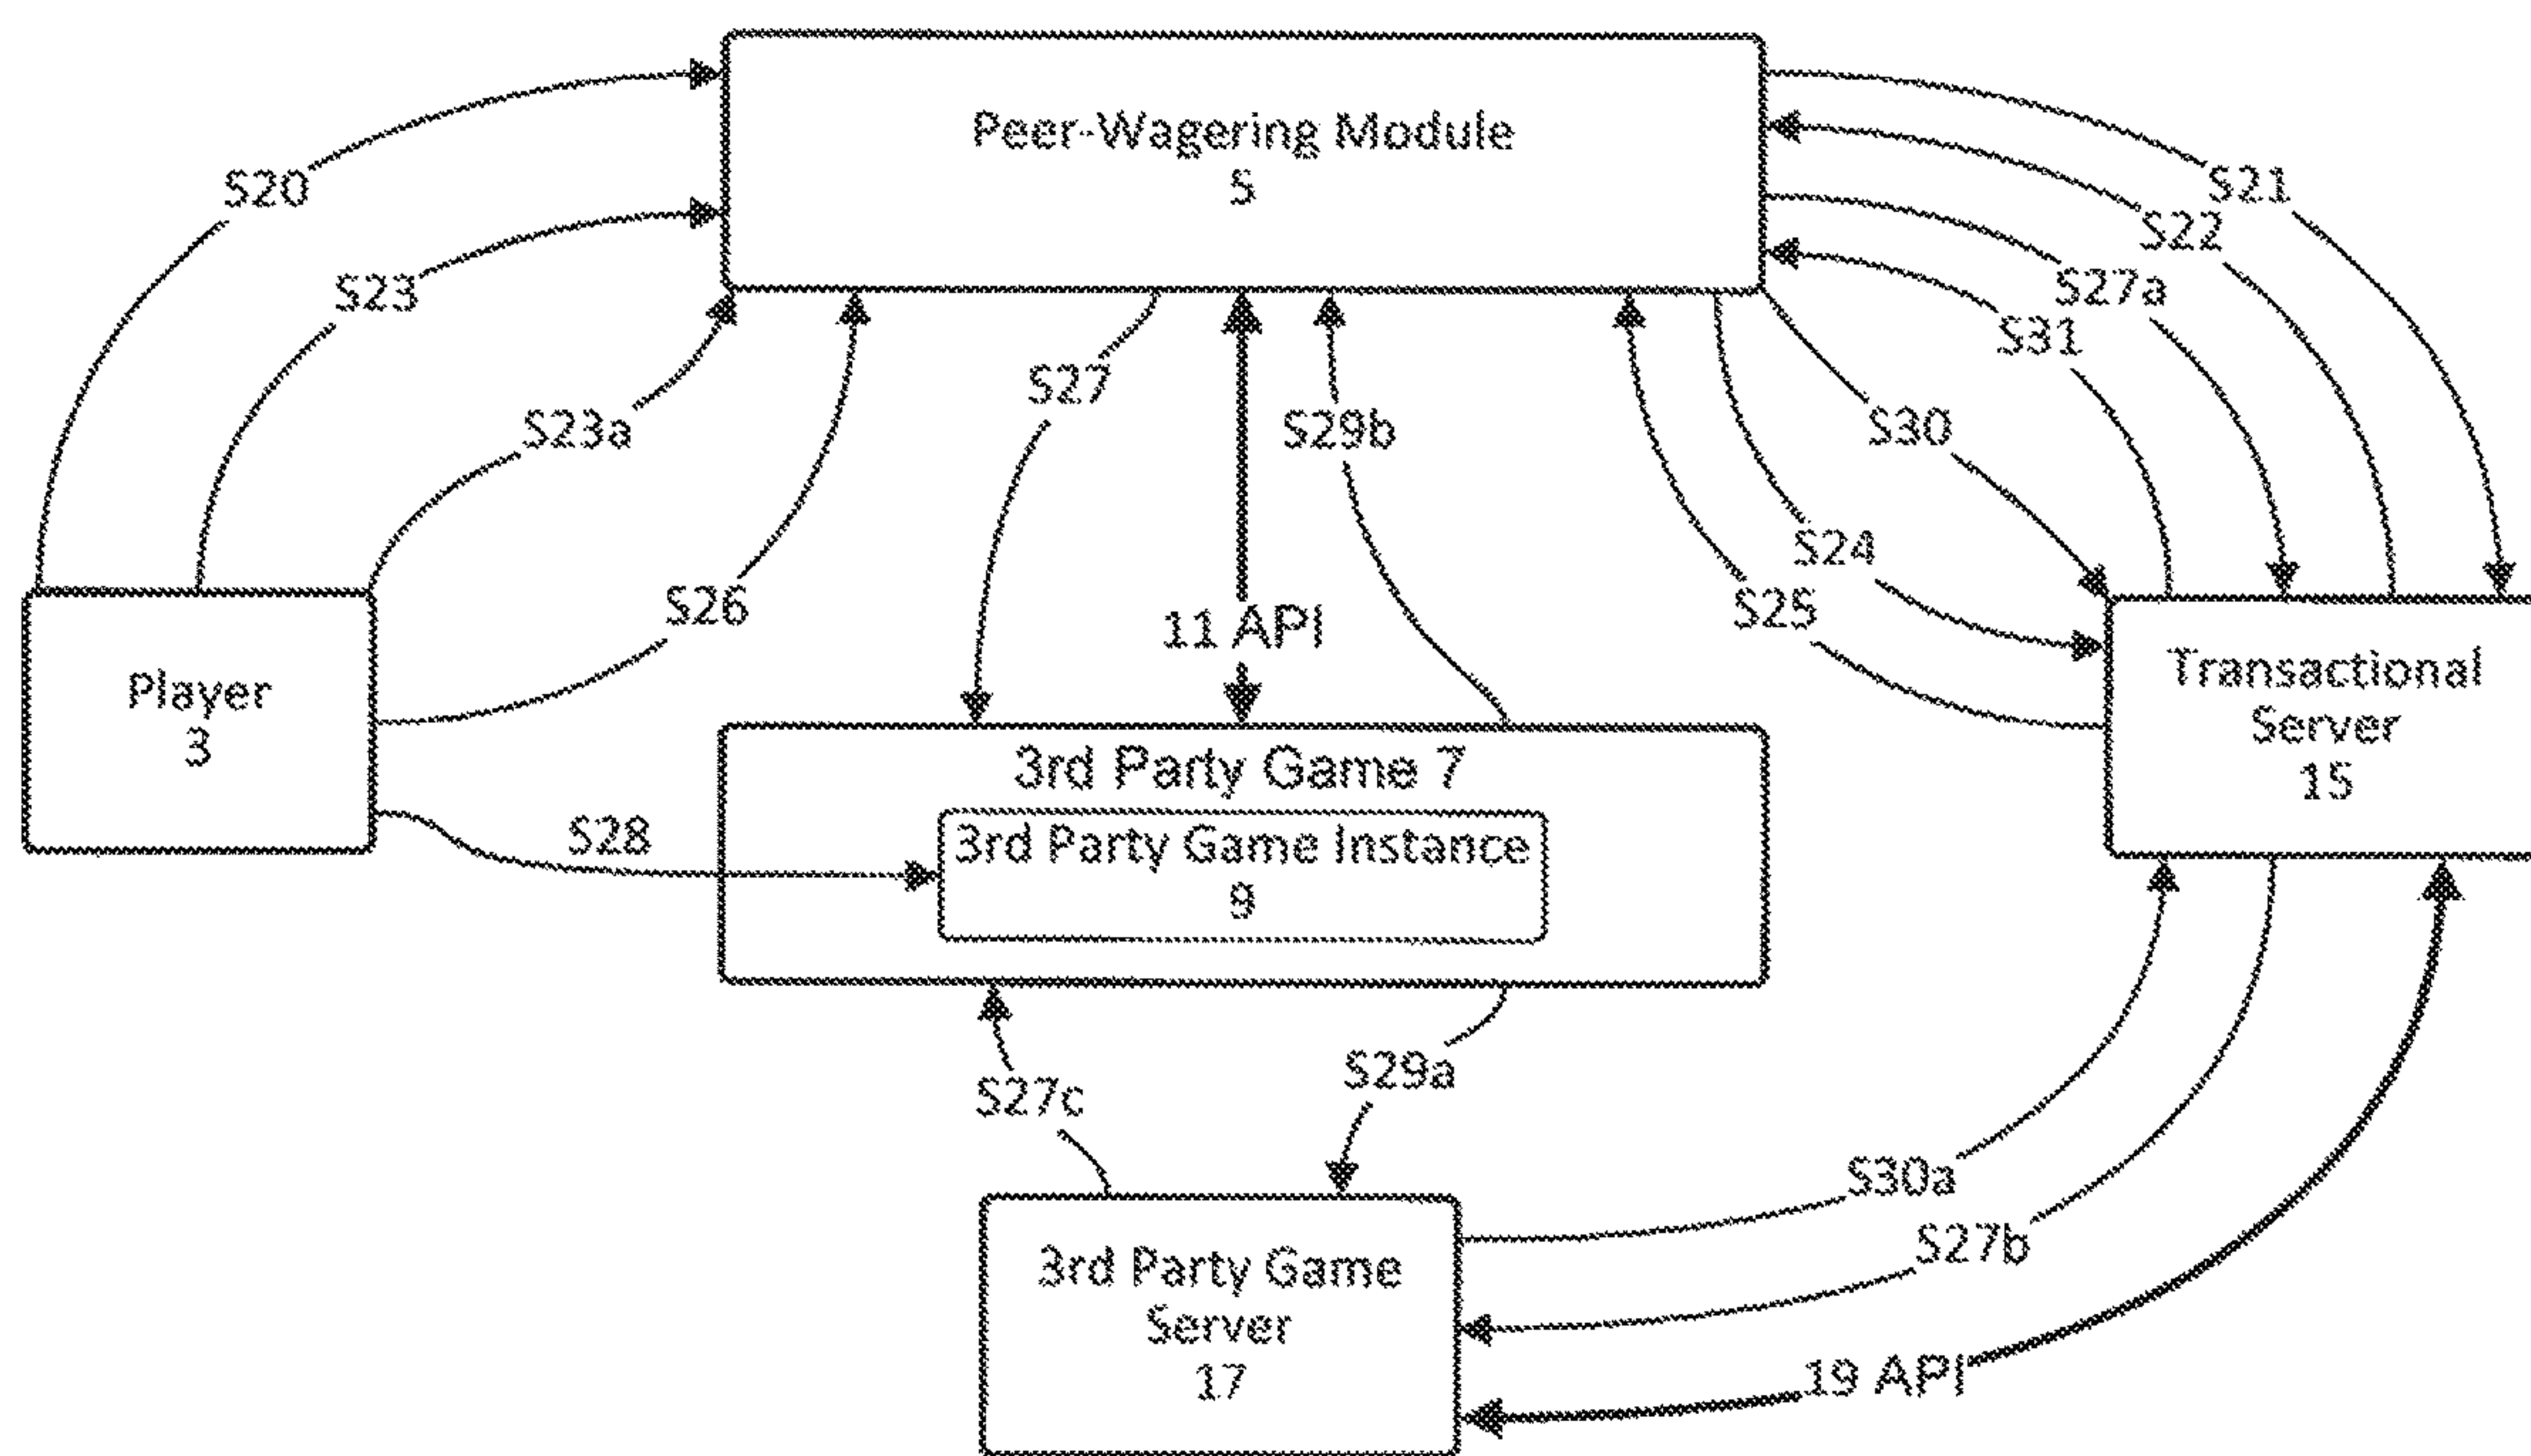 Peer-Wagering Module
5
S20
S21
S22
S23
S27a
S31
S27
S23a
S29b
S30
S24
S26
S25
11 API
Player
3
Transactional
Server
15
3rd Party Game 7
S28
3rd Party Game Instance
9
S27c
S29a
S30a
S27b
3rd Party Game
Server
17
19 API